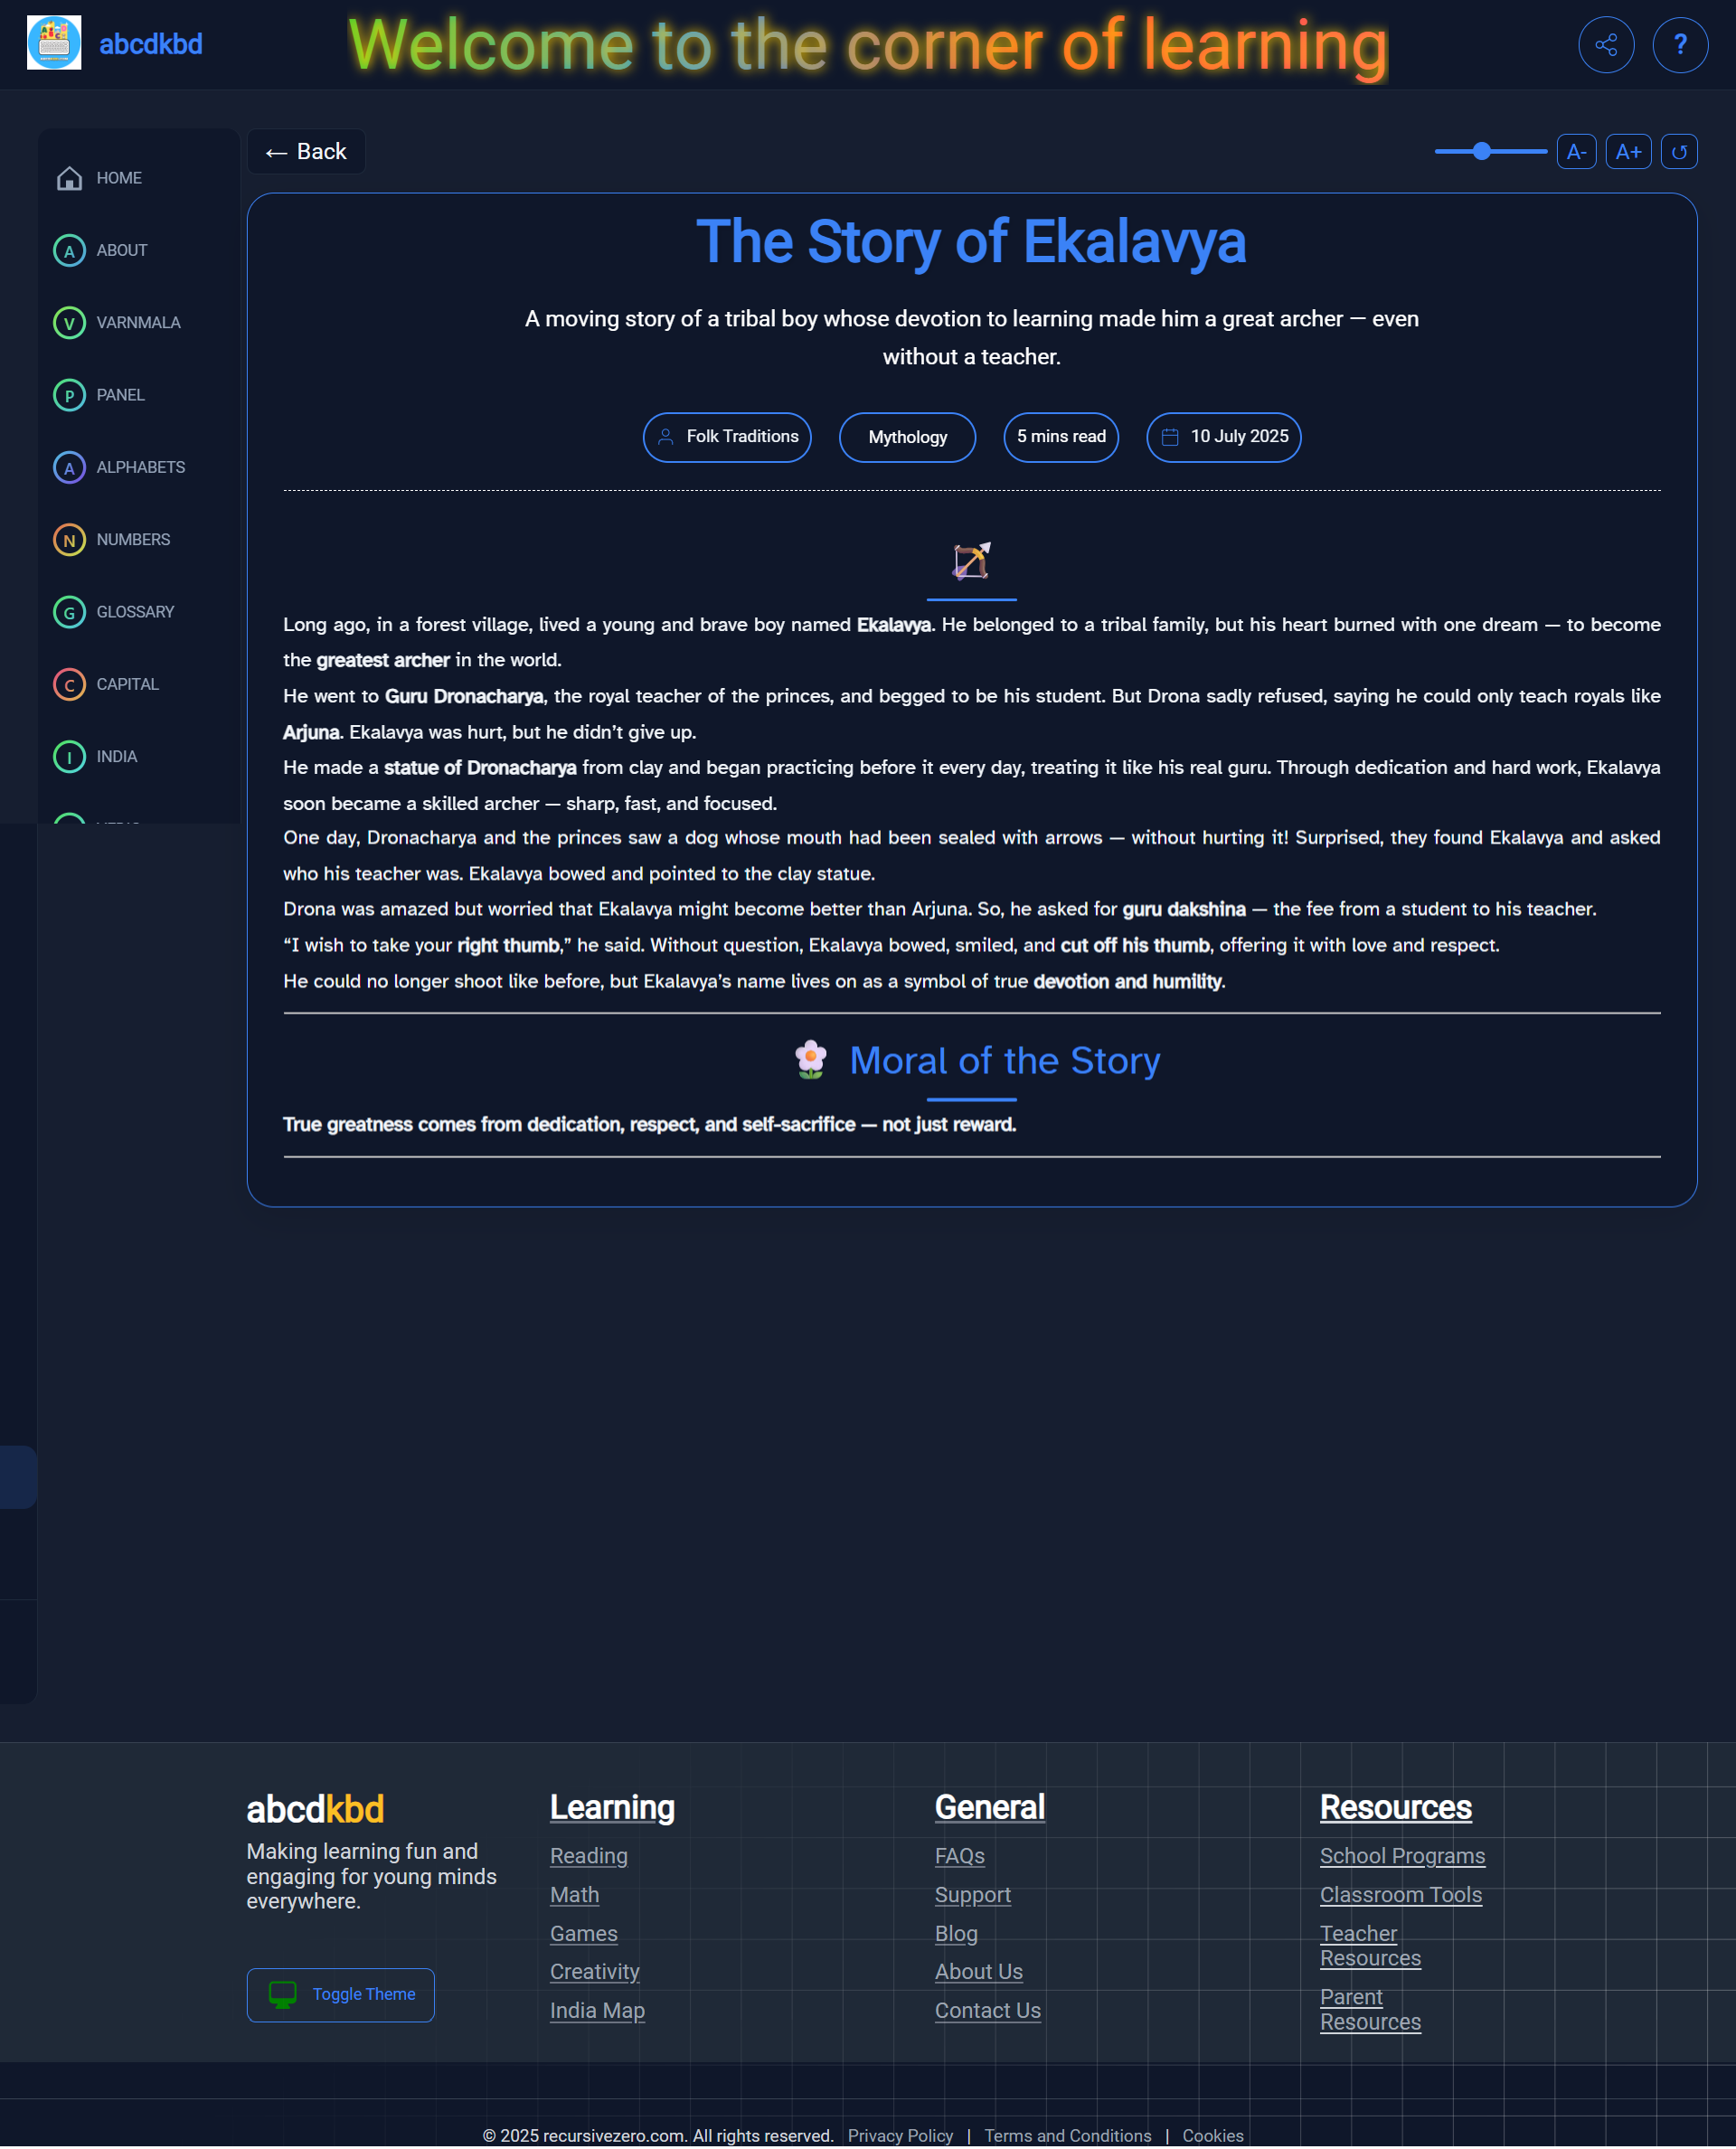 abcdkbd
Welcome to the corner of learning
?
HOME
A ABOUT
V VARNMALA
P PANEL
A ALPHABETS
N NUMBERS
G GLOSSARY
C CAPITAL
I INDIA
← Back
A-
A+
↺
The Story of Ekalavya
A moving story of a tribal boy whose devotion to learning made him a great archer — even
without a teacher.
Folk Traditions
Mythology
5 mins read
10 July 2025
Long ago, in a forest village, lived a young and brave boy named Ekalavya. He belonged to a tribal family, but his heart burned with one dream — to become
the greatest archer in the world.
He went to Guru Dronacharya, the royal teacher of the princes, and begged to be his student. But Drona sadly refused, saying he could only teach royals like
Arjuna. Ekalavya was hurt, but he didn’t give up.
He made a statue of Dronacharya from clay and began practicing before it every day, treating it like his real guru. Through dedication and hard work, Ekalavya
soon became a skilled archer — sharp, fast, and focused.
One day, Dronacharya and the princes saw a dog whose mouth had been sealed with arrows — without hurting it! Surprised, they found Ekalavya and asked
who his teacher was. Ekalavya bowed and pointed to the clay statue.
Drona was amazed but worried that Ekalavya might become better than Arjuna. So, he asked for guru dakshina — the fee from a student to his teacher.
“I wish to take your right thumb,” he said. Without question, Ekalavya bowed, smiled, and cut off his thumb, offering it with love and respect.
He could no longer shoot like before, but Ekalavya’s name lives on as a symbol of true devotion and humility.
Moral of the Story
True greatness comes from dedication, respect, and self-sacrifice — not just reward.
abcdkbd
Making learning fun and
engaging for young minds
everywhere.
Toggle Theme
Learning
Reading
Math
Games
Creativity
India Map
General
FAQs
Support
Blog
About Us
Contact Us
Resources
School Programs
Classroom Tools
Teacher
Resources
Parent
Resources
© 2025 recursivezero.com. All rights reserved. Privacy Policy | Terms and Conditions | Cookies